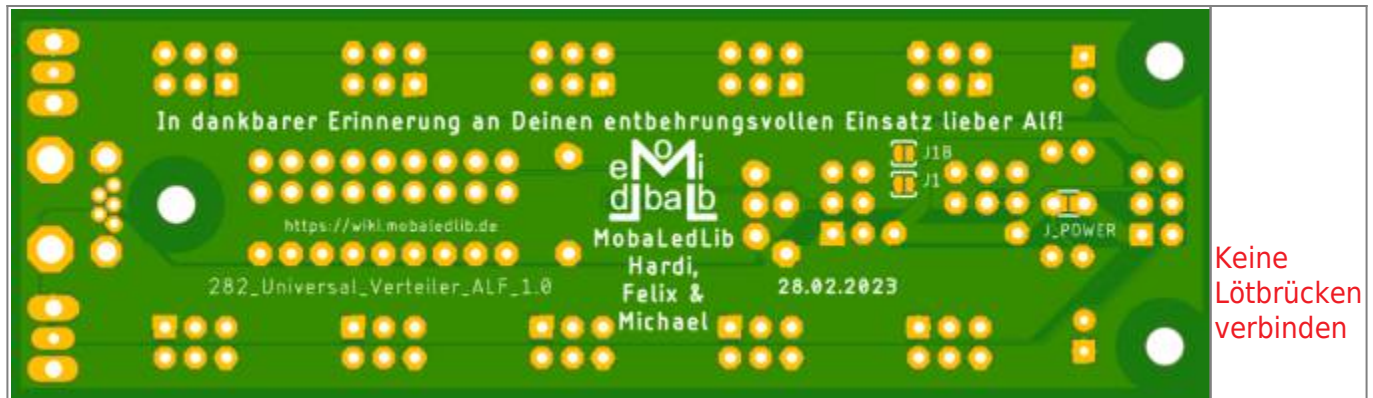 In dankbarer Erinnerung an Deinen entbehrungsvollen Einsatz lieber Alf!
J1B
J1
e M o i
d ba l b
https://wiki.mobaledlib.de
J_POWER
MobaLedLib
Hardi,
Felix &
Michael
282_Universal_Verteiler_ALF_1.0
28.02.2023
Keine
Lötbrücken
verbinden